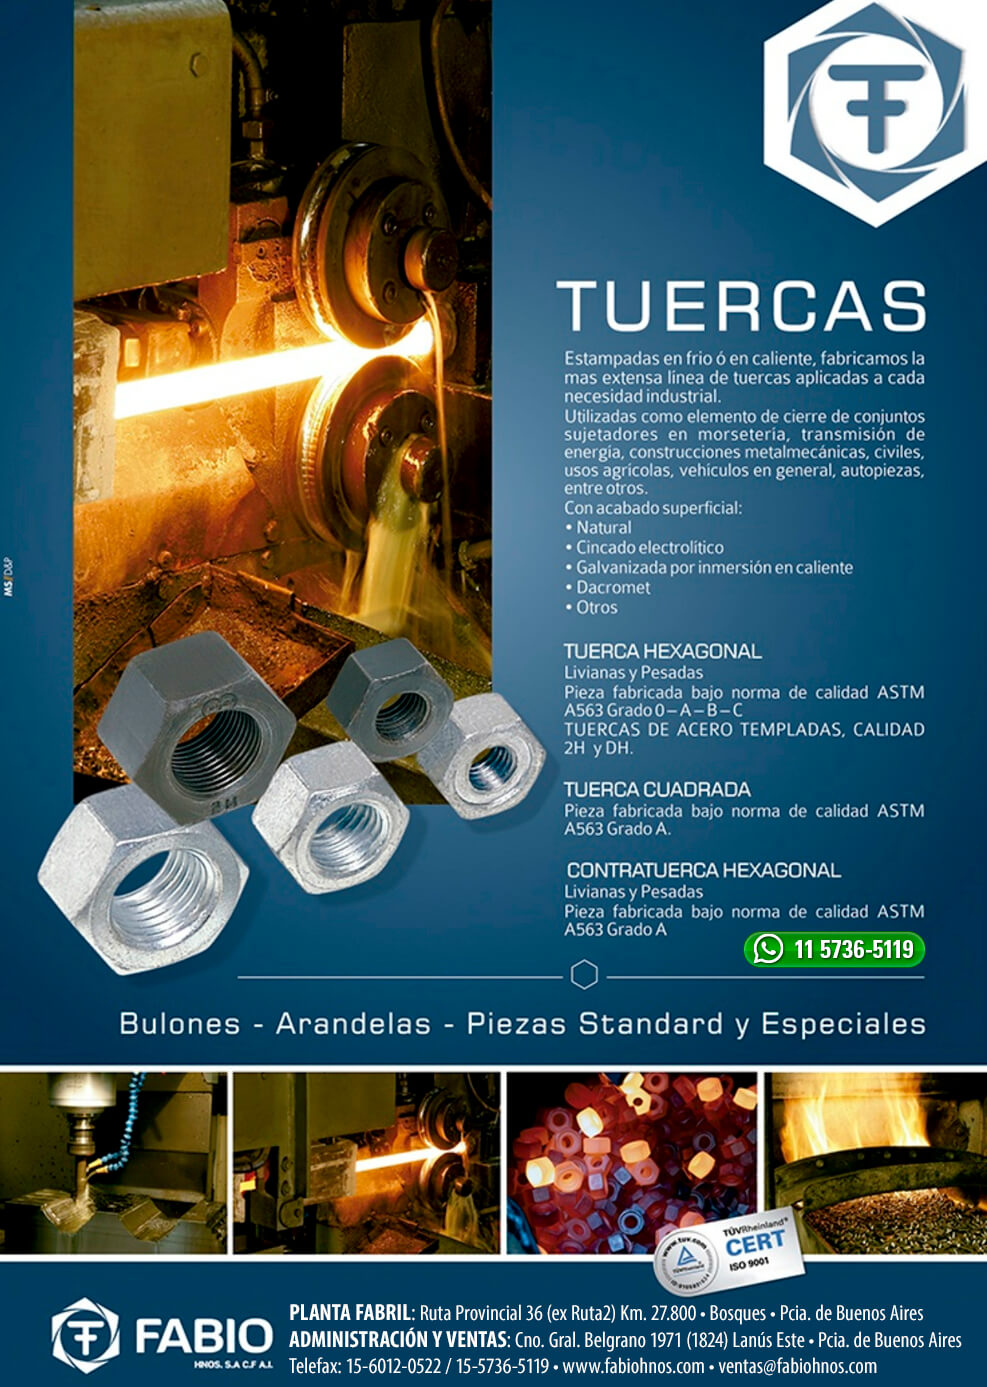 TUERCAS
Estampadas en frio ó en caliente, fabricamos la
mas extensa línea de tuercas aplicadas a cada
necesidad industrial.
Utilizadas como elemento de cierre de conjuntos
sujetadores en morsetería, transmisión de
energía, construcciones metalmecánicas, civiles,
usos agrícolas, vehículos en general, autopiezas,
entre otros.
Con acabado superficial:
• Natural
• Cincado electrolítico
• Galvanizada por inmersión en caliente
• Dacromet
• Otros
TUERCA HEXAGONAL
Livianas y Pesadas
Pieza fabricada bajo norma de calidad ASTM
A563 Grado 0 – A – B – C
TUERCAS DE ACERO TEMPLADAS, CALIDAD
2H y DH.
TUERCA CUADRADA
Pieza fabricada bajo norma de calidad ASTM
A563 Grado A.
CONTRATUERCA HEXAGONAL
Livianas y Pesadas
Pieza fabricada bajo norma de calidad ASTM
A563 Grado A
11 5736-5119
MS//D&P
2H
Bulones - Arandelas - Piezas Standard y Especiales
TÜVRheinland®
CERT
ISO 9001
www.tuv.com
TÜVRheinland
FABIO
HNOS. S.A C.F A.I.
PLANTA FABRIL: Ruta Provincial 36 (ex Ruta2) Km. 27.800 • Bosques • Pcia. de Buenos Aires
ADMINISTRACIÓN Y VENTAS: Cno. Gral. Belgrano 1971 (1824) Lanús Este • Pcia. de Buenos Aires
Telefax: 15-6012-0522 / 15-5736-5119 • www.fabiohnos.com • ventas@fabiohnos.com